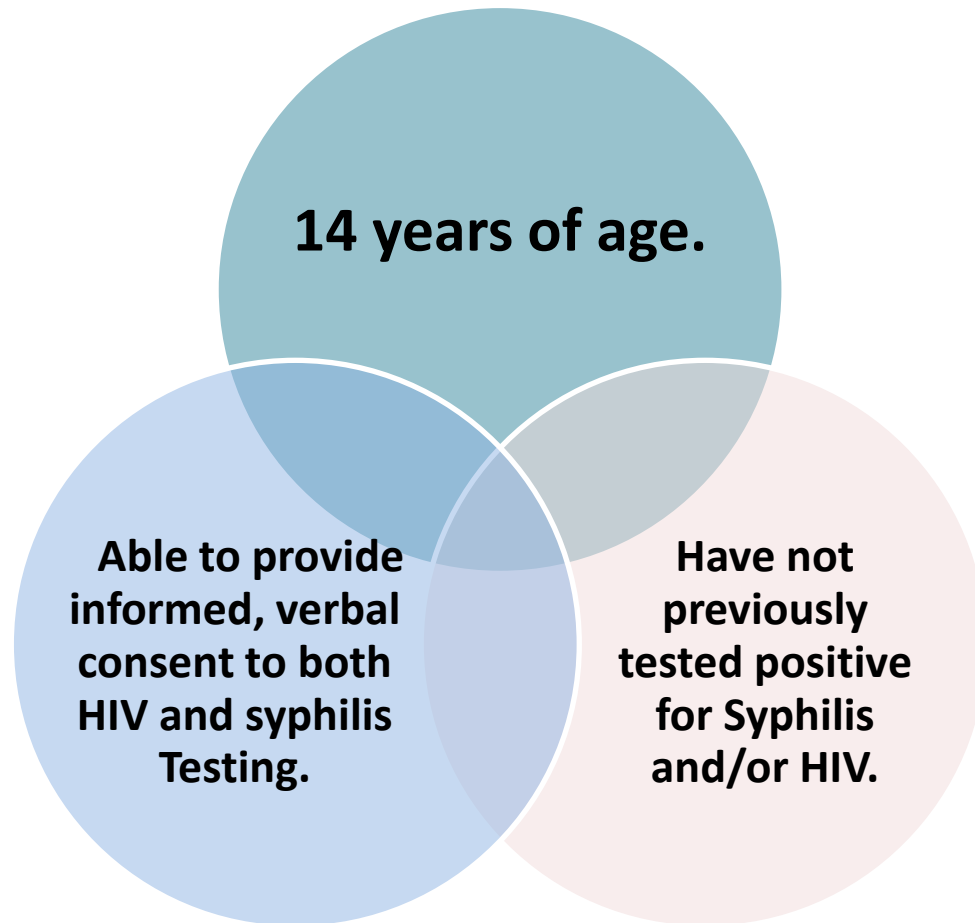 14 years of age.
Able to provide
informed, verbal
consent to both
HIV and syphilis
Testing.
Have not
previously
tested positive
for Syphilis
and/or HIV.